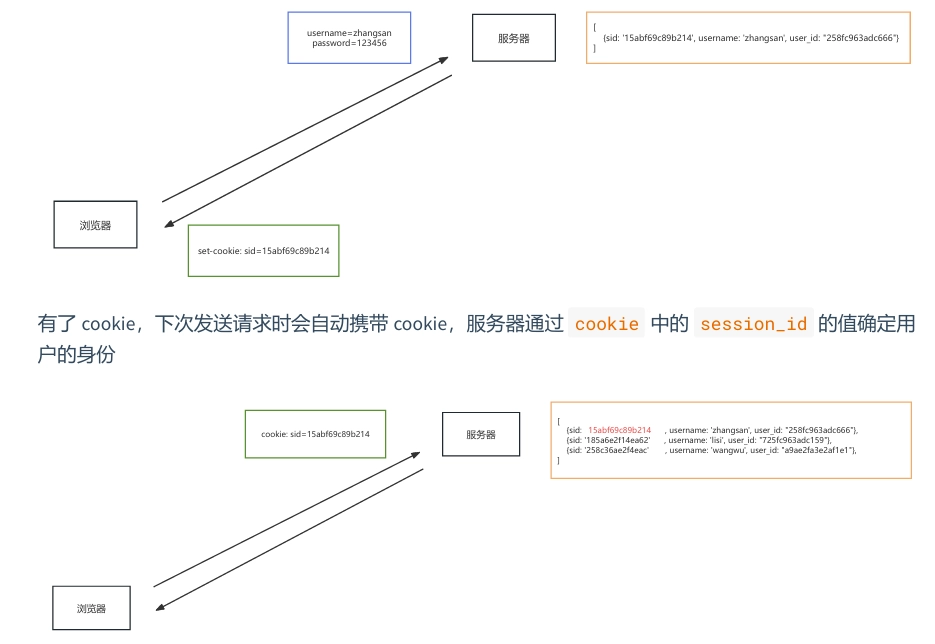 username=zhangsan
password=123456
服务器
[
{sid: '15abf69c89b214', username: 'zhangsan', user_id: "258fc963adc666"}
]
浏览器
set-cookie: sid=15abf69c89b214
有了 cookie，下次发送请求时会自动携带 cookie，服务器通过 cookie 中的 session_id 的值确定用
户的身份
cookie: sid=15abf69c89b214
服务器
[
{sid: 15abf69c89b214 , username: 'zhangsan', user_id: "258fc963adc666"},
{sid: '185a6e2f14ea62' , username: 'lisi', user_id: "725fc963adc159"},
{sid: '258c36ae2f4eac' , username: 'wangwu', user_id: "a9ae2fa3e2af1e1"},
]
浏览器